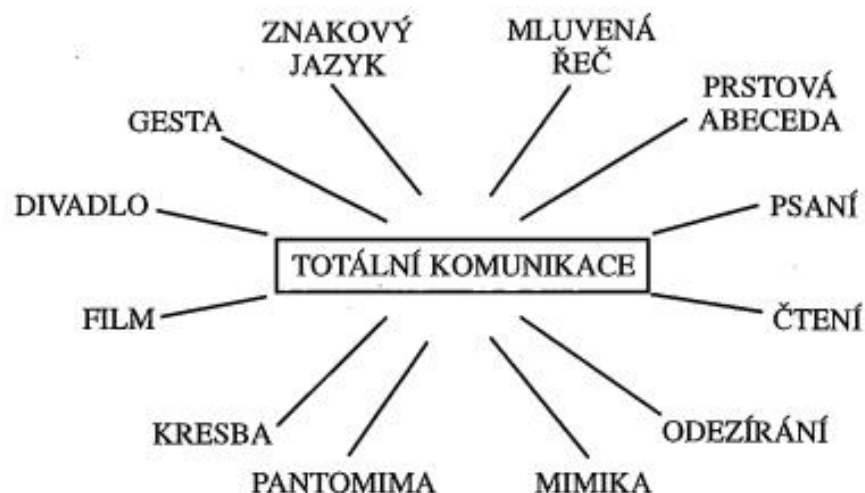 ZNAKOVÝ
JAZYK
MLUVENÁ
ŘEČ
PRSTOVÁ
ABECEDA
GESTA
DIVADLO
PSANÍ
TOTÁLNÍ KOMUNIKACE
FILM
ČTENÍ
KRESBA
ODEZÍRÁNÍ
PANTOMIMA
MIMIKA